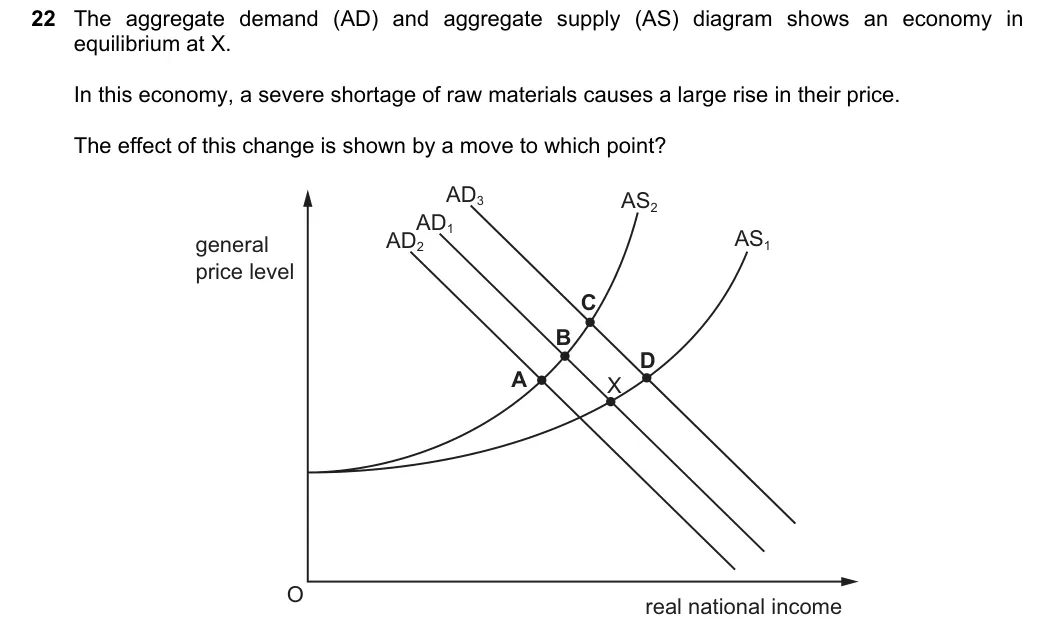 22 The aggregate demand (AD) and aggregate supply (AS) diagram shows an economy in
equilibrium at X.
In this economy, a severe shortage of raw materials causes a large rise in their price.
The effect of this change is shown by a move to which point?
AD₃
AS₂
AD₁
AD₂
AS₁
general
price level
C
B
D
A
X
O
real national income